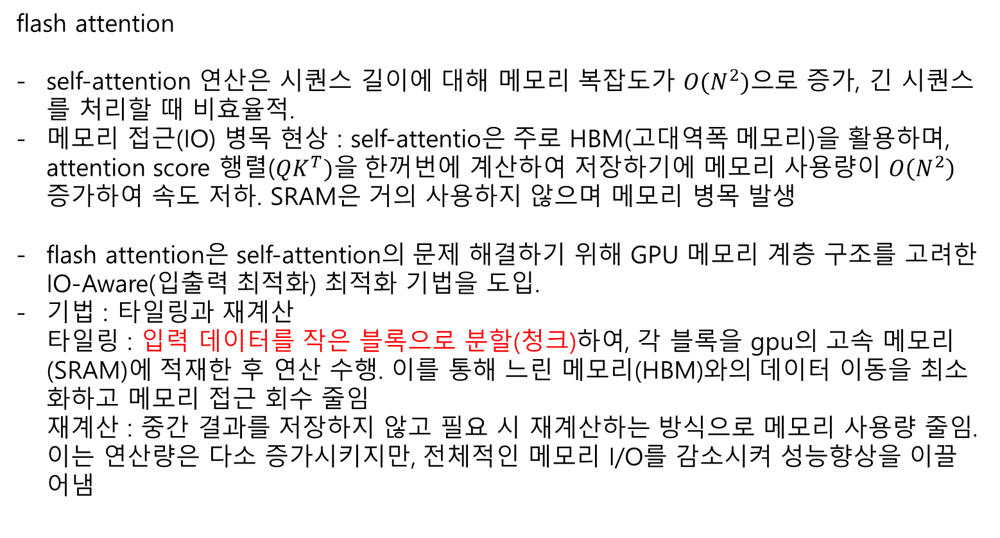 flash attention
- self-attention 연산은 시퀀스 길이에 대해 메모리 복잡도가 O(N²)으로 증가, 긴 시퀀스
를 처리할 때 비효율적.
- 메모리 접근(IO) 병목 현상 : self-attentio은 주로 HBM(고대역폭 메모리)을 활용하며,
attention score 행렬(QKᵀ)을 한꺼번에 계산하여 저장하기에 메모리 사용량이 O(N²)
증가하여 속도 저하. SRAM은 거의 사용하지 않으며 메모리 병목 발생
- flash attention은 self-attention의 문제 해결하기 위해 GPU 메모리 계층 구조를 고려한
IO-Aware(입출력 최적화) 최적화 기법을 도입.
- 기법 : 타일링과 재계산
타일링 : 입력 데이터를 작은 블록으로 분할(청크)하여, 각 블록을 gpu의 고속 메모리
(SRAM)에 적재한 후 연산 수행. 이를 통해 느린 메모리(HBM)와의 데이터 이동을 최소
화하고 메모리 접근 회수 줄임
재계산 : 중간 결과를 저장하지 않고 필요 시 재계산하는 방식으로 메모리 사용량 줄임.
이는 연산량은 다소 증가시키지만, 전체적인 메모리 I/O를 감소시켜 성능향상을 이끌
어냄